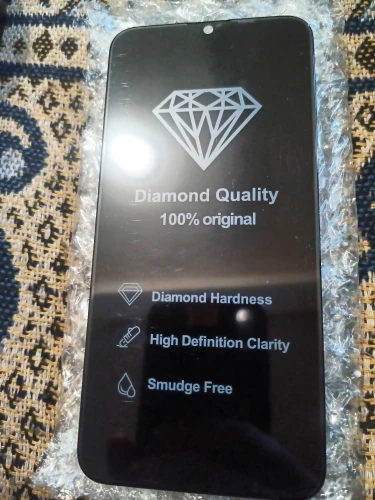 Diamond Quality
100% original
Diamond Hardness
High Definition Clarity
Smudge Free